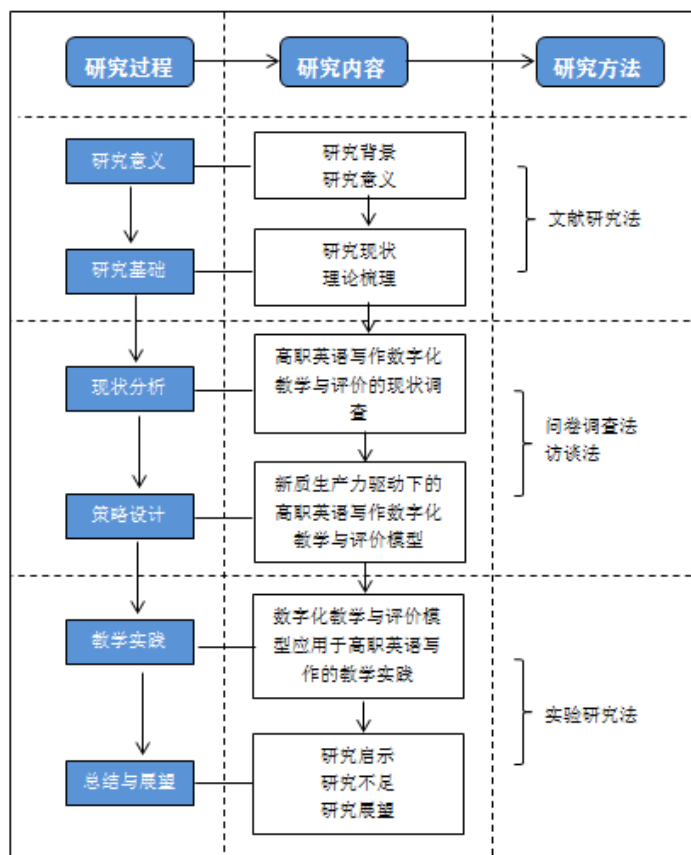 研究过程
研究内容
研究方法
研究意义
研究背景
研究意义
文献研究法
研究基础
研究现状
理论梳理
现状分析
高职英语写作数字化
教学与评价的现状调
查
问卷调查法
访谈法
策略设计
新质生产力驱动下的
高职英语写作数字化
教学与评价模型
教学实践
数字化教学与评价模
型应用于高职英语写
作的教学实践
实验研究法
总结与展望
研究启示
研究不足
研究展望